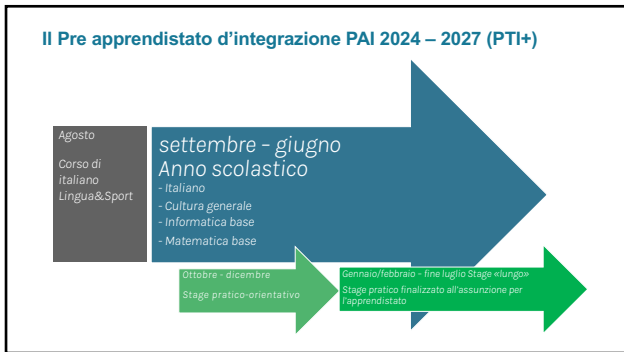 Il Pre apprendistato d'integrazione PAI 2024 – 2027 (PTI+)
Agosto
Corso di
italiano
Lingua&Sport
settembre – giugno
Anno scolastico
- Italiano
- Cultura generale
- Informatica base
- Matematica base
Ottobre - dicembre
Stage pratico-orientativo
Gennaio/febbraio – fine luglio Stage «lungo»
Stage pratico finalizzato all'assunzione per
l'apprendistato